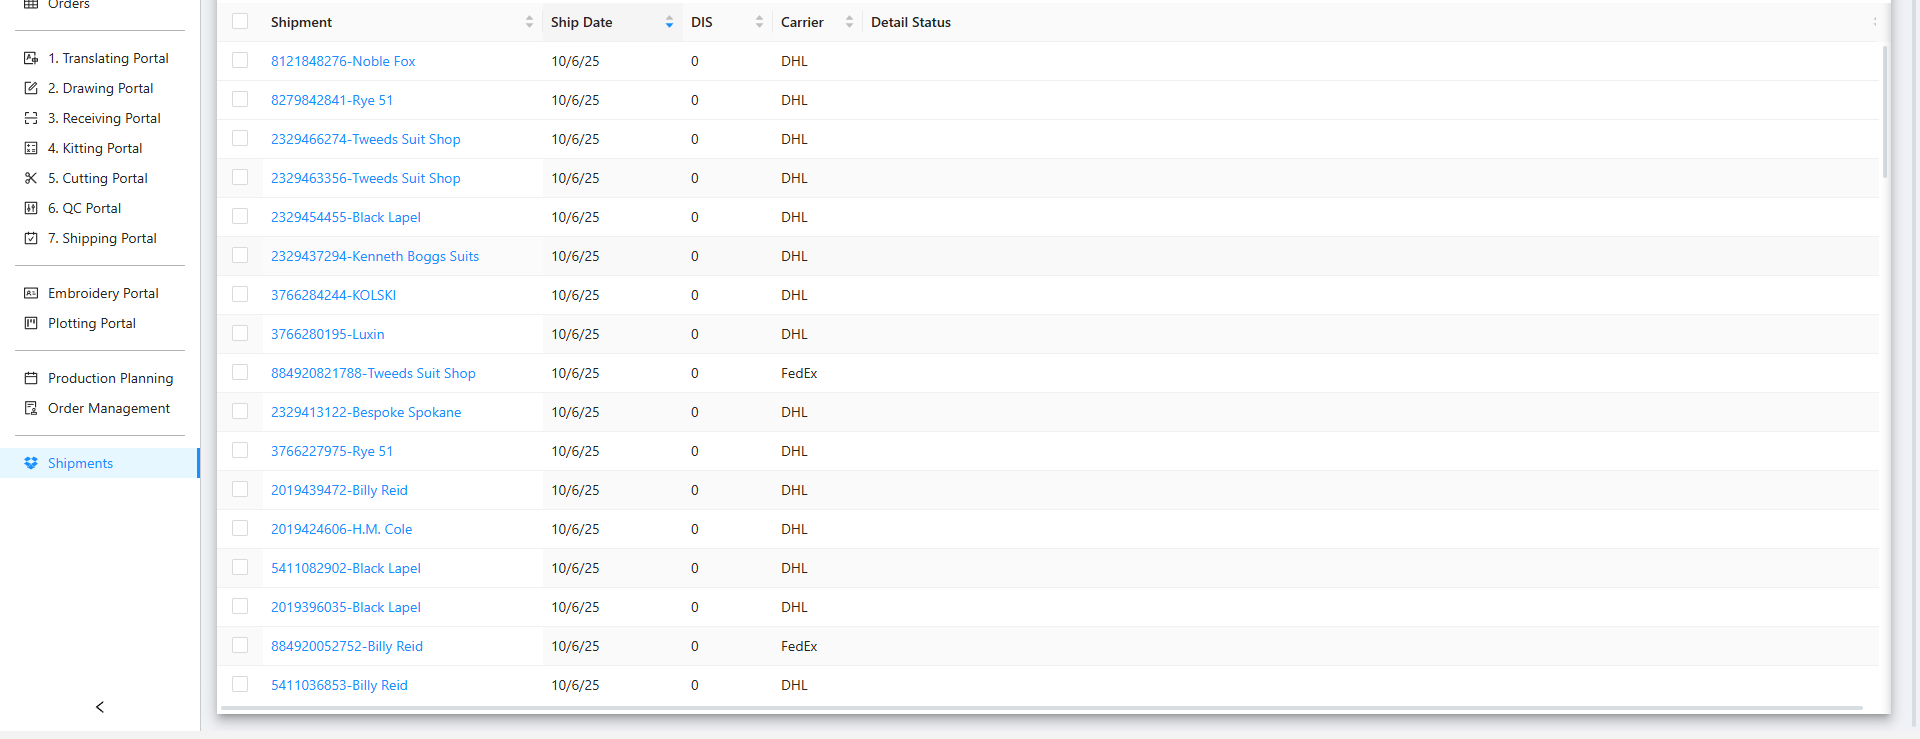 Orders
1. Translating Portal
2. Drawing Portal
3. Receiving Portal
4. Kitting Portal
5. Cutting Portal
6. QC Portal
7. Shipping Portal
Embroidery Portal
Plotting Portal
Production Planning
Order Management
Shipments
Shipment Ship Date DIS Carrier Detail Status
8121848276-Noble Fox 10/6/25 0 DHL
8279842841-Rye 51 10/6/25 0 DHL
2329466274-Tweeds Suit Shop 10/6/25 0 DHL
2329463356-Tweeds Suit Shop 10/6/25 0 DHL
2329454455-Black Lapel 10/6/25 0 DHL
2329437294-Kenneth Boggs Suits 10/6/25 0 DHL
3766284244-KOLSKI 10/6/25 0 DHL
3766280195-Luxin 10/6/25 0 DHL
884920821788-Tweeds Suit Shop 10/6/25 0 FedEx
2329413122-Bespoke Spokane 10/6/25 0 DHL
3766227975-Rye 51 10/6/25 0 DHL
2019439472-Billy Reid 10/6/25 0 DHL
2019424606-H.M. Cole 10/6/25 0 DHL
5411082902-Black Lapel 10/6/25 0 DHL
2019396035-Black Lapel 10/6/25 0 DHL
884920052752-Billy Reid 10/6/25 0 FedEx
5411036853-Billy Reid 10/6/25 0 DHL